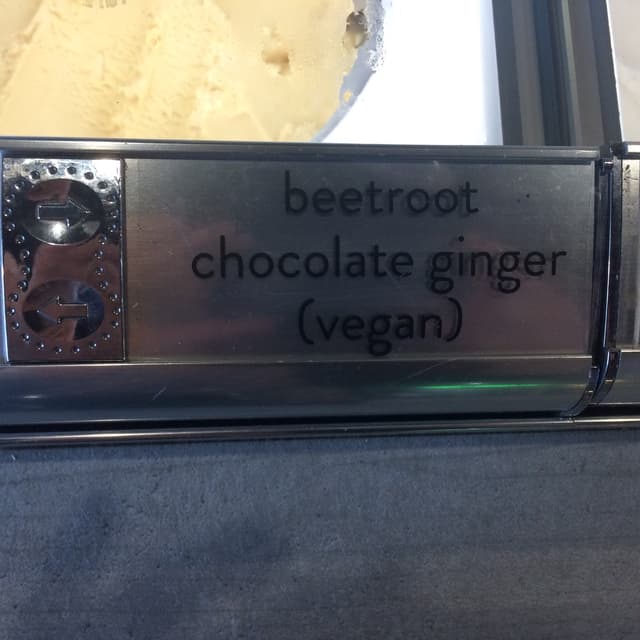 beetroot
chocolate ginger
(vegan)